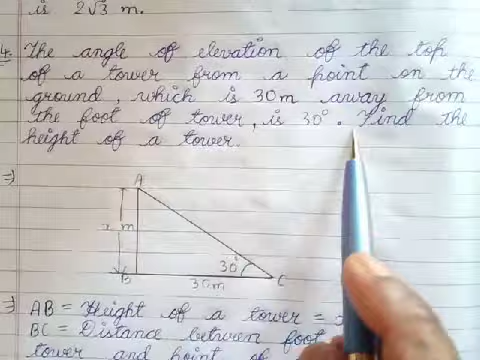 is 2√3 m.
4. The angle of elevation of the top
of a tower from a point on the
ground, which is 30m away from
the foot of tower, is 30°. Find the
height of a tower.
⇒)
A
x m
30°
B 30m C
⇒) AB = Height of a tower =
BC = Distance between foot
tower and point of